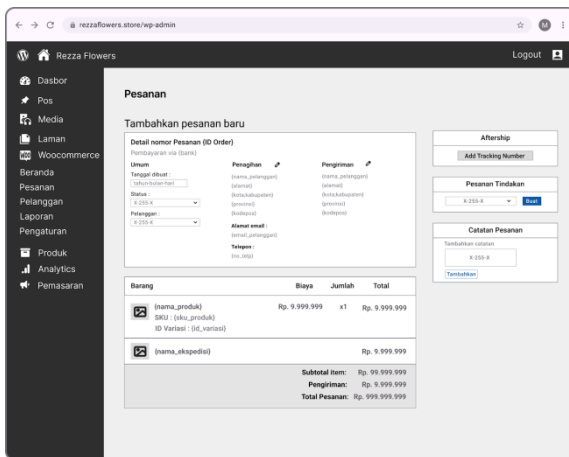 rezzaflowers.store/wp-admin
M
Rezza Flowers
Logout
Dasbor
Pos
Media
Laman
Woocommerce
Beranda
Pesanan
Pelanggan
Laporan
Pengaturan
Produk
Analytics
Pemasaran
Pesanan
Tambahkan pesanan baru
Detail nomor Pesanan (ID Order)
Pembayaran via (bank)
Umum
Tanggal dibuat :
tahun-bulan-hari
Status :
X-255-X
Pelanggan :
X-255-X
Penagihan
(nama_pelanggan)
(alamat)
(kota,kabupaten)
(provinsi)
(kodepos)
Alamat email :
(email_pelanggan)
Telepon :
(no_telp)
Pengiriman
(nama_pelanggan)
(alamat)
(kota,kabupaten)
(provinsi)
(kodepos)
Barang Biaya Jumlah Total
(nama_produk) Rp. 9.999.999 x1 Rp. 9.999.999
SKU : (sku_produk)
ID Variasi : (id_variasi)
(nama_ekspedisi) Rp. 9.999.999
Subtotal item: Rp. 99.999.999
Pengiriman: Rp. 9.999.999
Total Pesanan: Rp. 999.999.999
Aftership
Add Tracking Number
Pesanan Tindakan
X-255-X Buat
Catatan Pesanan
Tambahkan catatan
X-255-X
Tambahkan